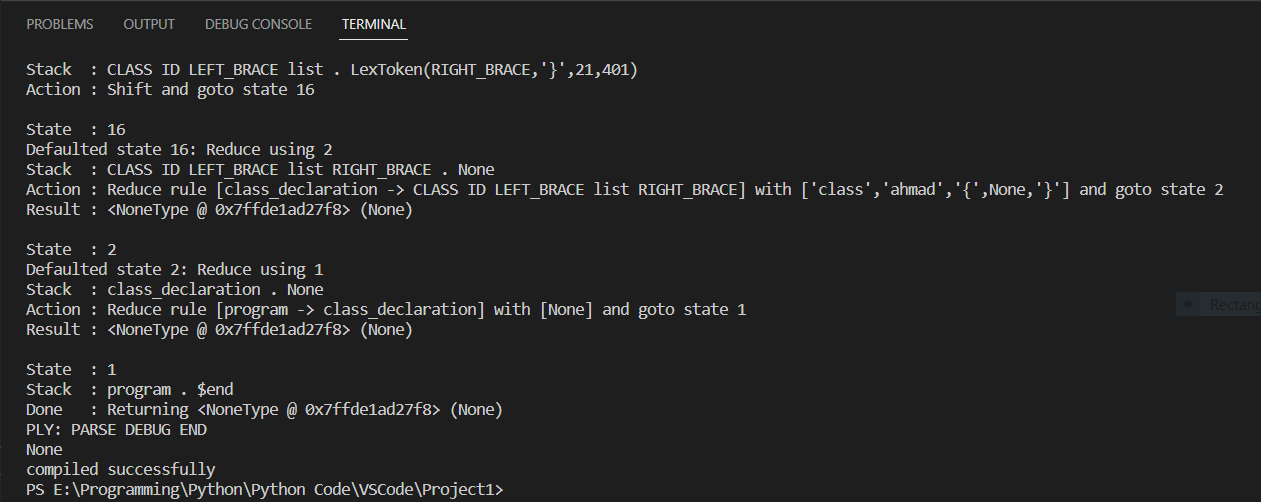 PROBLEMS OUTPUT DEBUG CONSOLE TERMINAL
Stack  : CLASS ID LEFT_BRACE list . LexToken(RIGHT_BRACE,'}',21,401)
Action : Shift and goto state 16
State  : 16
Defaulted state 16: Reduce using 2
Stack  : CLASS ID LEFT_BRACE list RIGHT_BRACE . None
Action : Reduce rule [class_declaration -> CLASS ID LEFT_BRACE list RIGHT_BRACE] with ['class','ahmad','{',None,'}'] and goto state 2
Result : <NoneType @ 0x7ffde1ad27f8> (None)
State  : 2
Defaulted state 2: Reduce using 1
Stack  : class_declaration . None
Action : Reduce rule [program -> class_declaration] with [None] and goto state 1
Result : <NoneType @ 0x7ffde1ad27f8> (None)
State  : 1
Stack  : program . $end
Done   : Returning <NoneType @ 0x7ffde1ad27f8> (None)
PLY: PARSE DEBUG END
None
compiled successfully
PS E:\Programming\Python\Python Code\VSCode\Project1>